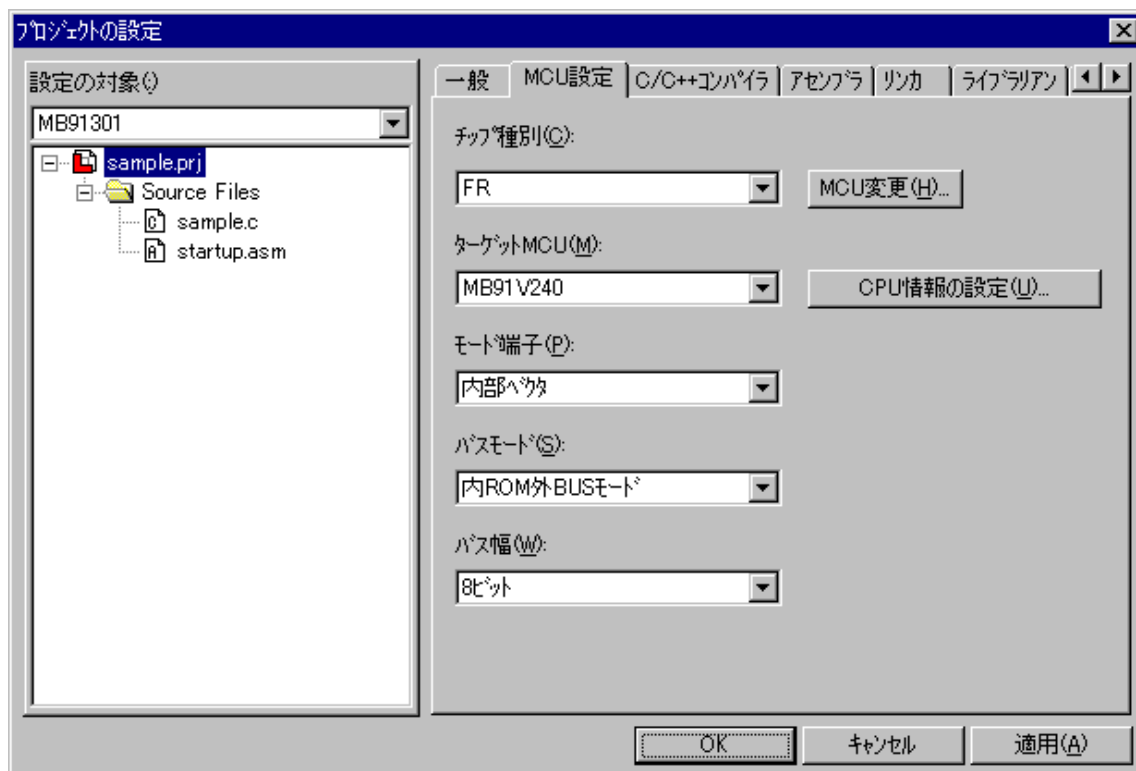 ﾌﾟﾛｼﾞｪｸﾄの設定
設定の対象(:)
MB91301
sample.prj
Source Files
sample.c
startup.asm
一般
MCU設定
C/C++ｺﾝﾊﾟｲﾗ
ｱｾﾝﾌﾞﾗ
ﾘﾝｶ
ﾗｲﾌﾞﾗﾘｱﾝ
ﾁｯﾌﾟ種別(C):
FR
MCU変更(H)...
ﾀｰｹﾞｯﾄMCU(M):
MB91V240
CPU情報の設定(U)...
ﾓｰﾄﾞ端子(P):
内部ﾍﾞｸﾀ
ﾊﾞｽﾓｰﾄﾞ(S):
内ROM外BUSﾓｰﾄﾞ
ﾊﾞｽ幅(W):
8ﾋﾞｯﾄ
OK
ｷｬﾝｾﾙ
適用(A)